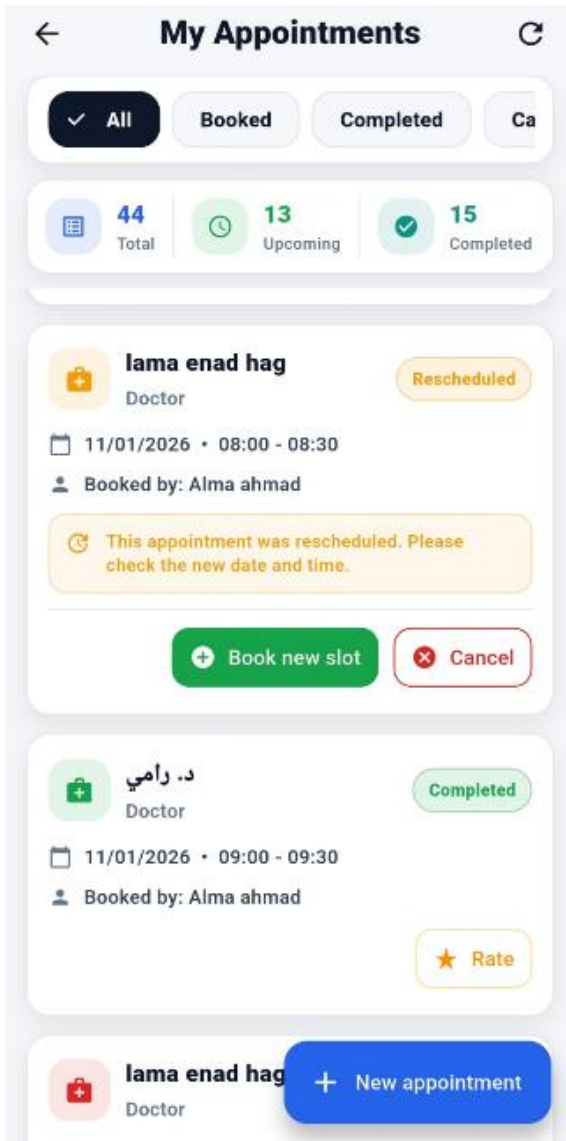 My Appointments
All
Booked
Completed
Ca
44
Total
13
Upcoming
15
Completed
lama enad hag
Rescheduled
Doctor
11/01/2026 • 08:00 - 08:30
Booked by: Alma ahmad
This appointment was rescheduled. Please
check the new date and time.
Book new slot
Cancel
د. رامي
Completed
Doctor
11/01/2026 • 09:00 - 09:30
Booked by: Alma ahmad
Rate
lama enad hag
Doctor
New appointment